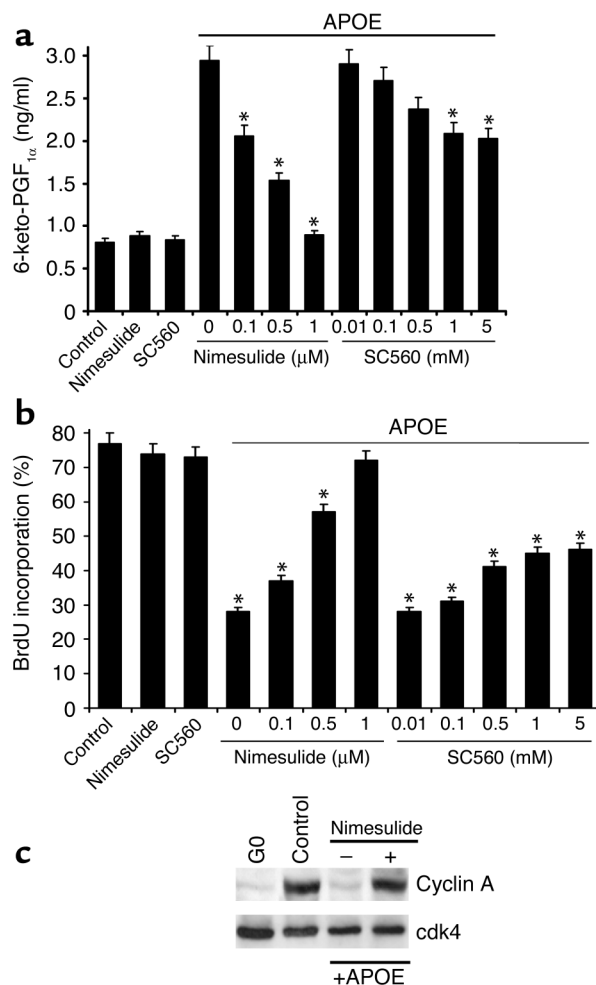 a
APOE
6-keto-PGF1α (ng/ml)
3.0
2.5
2.0
1.5
1.0
0.5
0
* * * * *
Control Nimesulide SC560
0 0.1 0.5 1 0.01 0.1 0.5 1 5
Nimesulide (μM) SC560 (mM)
b
APOE
BrdU incorporation (%)
80
70
60
50
40
30
20
10
0
* * * * * * * *
Control Nimesulide SC560
0 0.1 0.5 1 0.01 0.1 0.5 1 5
Nimesulide (μM) SC560 (mM)
c
G0 Control Nimesulide
– +
Cyclin A
cdk4
+APOE